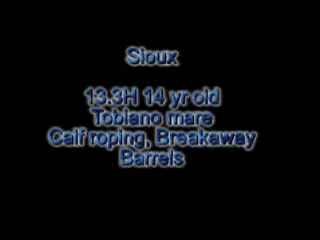 Sioux
13.3H 14 yr old
Tobiano mare
Calf roping, Breakaway
Barrels